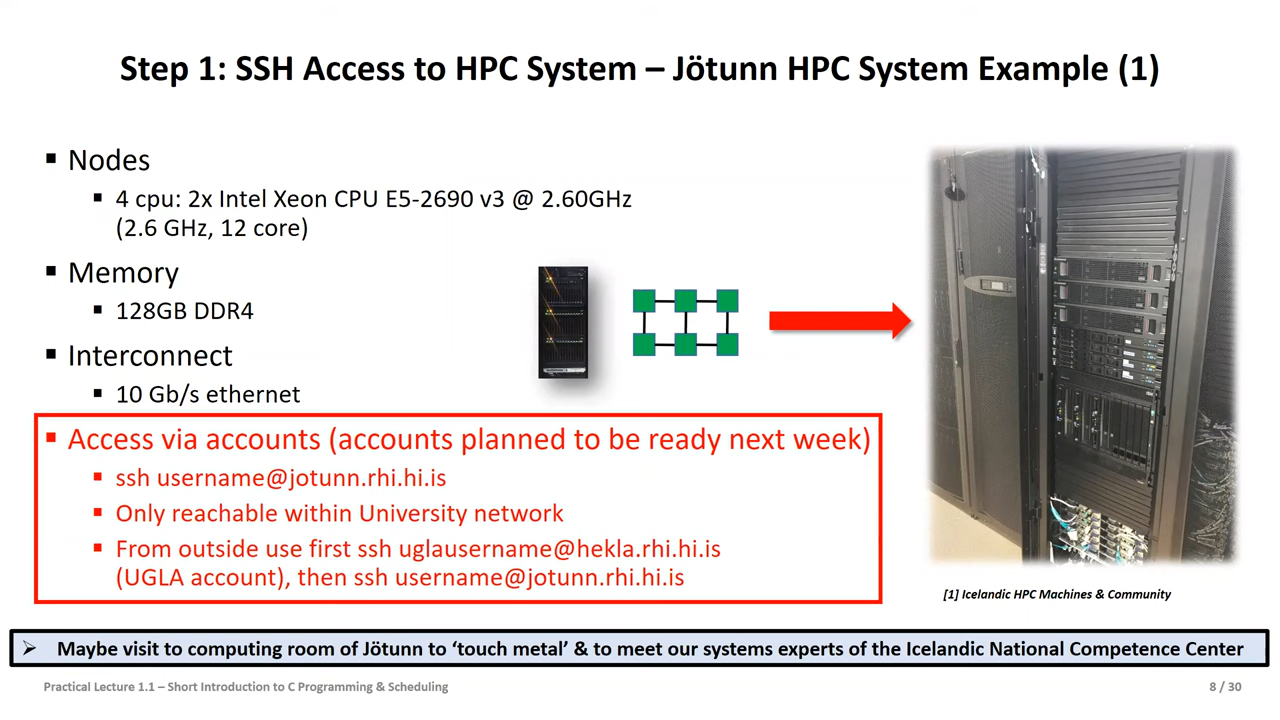 Step 1: SSH Access to HPC System – Jötunn HPC System Example (1)
▪ Nodes
▪ 4 cpu: 2x Intel Xeon CPU E5-2690 v3 @ 2.60GHz
(2.6 GHz, 12 core)
▪ Memory
▪ 128GB DDR4
▪ Interconnect
▪ 10 Gb/s ethernet
▪ Access via accounts (accounts planned to be ready next week)
▪ ssh username@jotunn.rhi.hi.is
▪ Only reachable within University network
▪ From outside use first ssh uglausername@hekla.rhi.hi.is
(UGLA account), then ssh username@jotunn.rhi.hi.is
[1] Icelandic HPC Machines & Community
➢ Maybe visit to computing room of Jötunn to ‘touch metal’ & to meet our systems experts of the Icelandic National Competence Center
Practical Lecture 1.1 – Short Introduction to C Programming & Scheduling
8 / 30